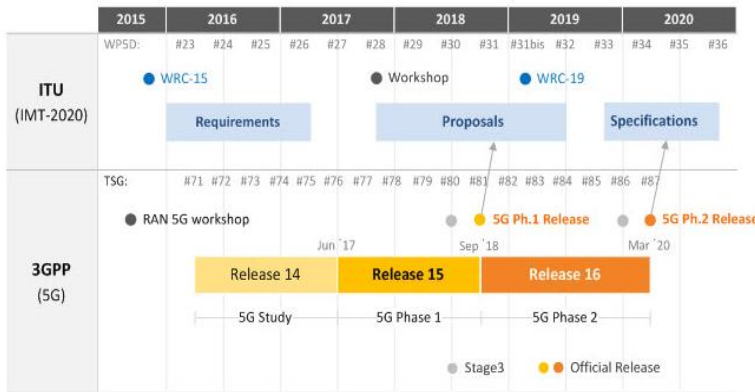 2015 2016 2017 2018 2019 2020
WP5D: #23 #24 #25 #26 #27 #28 #29 #30 #31 #31bis #32 #33 #34 #35 #36
ITU
(IMT-2020)
WRC-15 Workshop WRC-19
Requirements Proposals Specifications
TSG: #71 #72 #73 #74 #75 #76 #77 #78 #79 #80 #81 #82 #83 #84 #85 #86 #87
3GPP
(5G)
RAN 5G workshop 5G Ph.1 Release 5G Ph.2 Release
Jun ´17 Sep ´18 Mar ´20
Release 14 Release 15 Release 16
5G Study 5G Phase 1 5G Phase 2
Stage3 Official Release